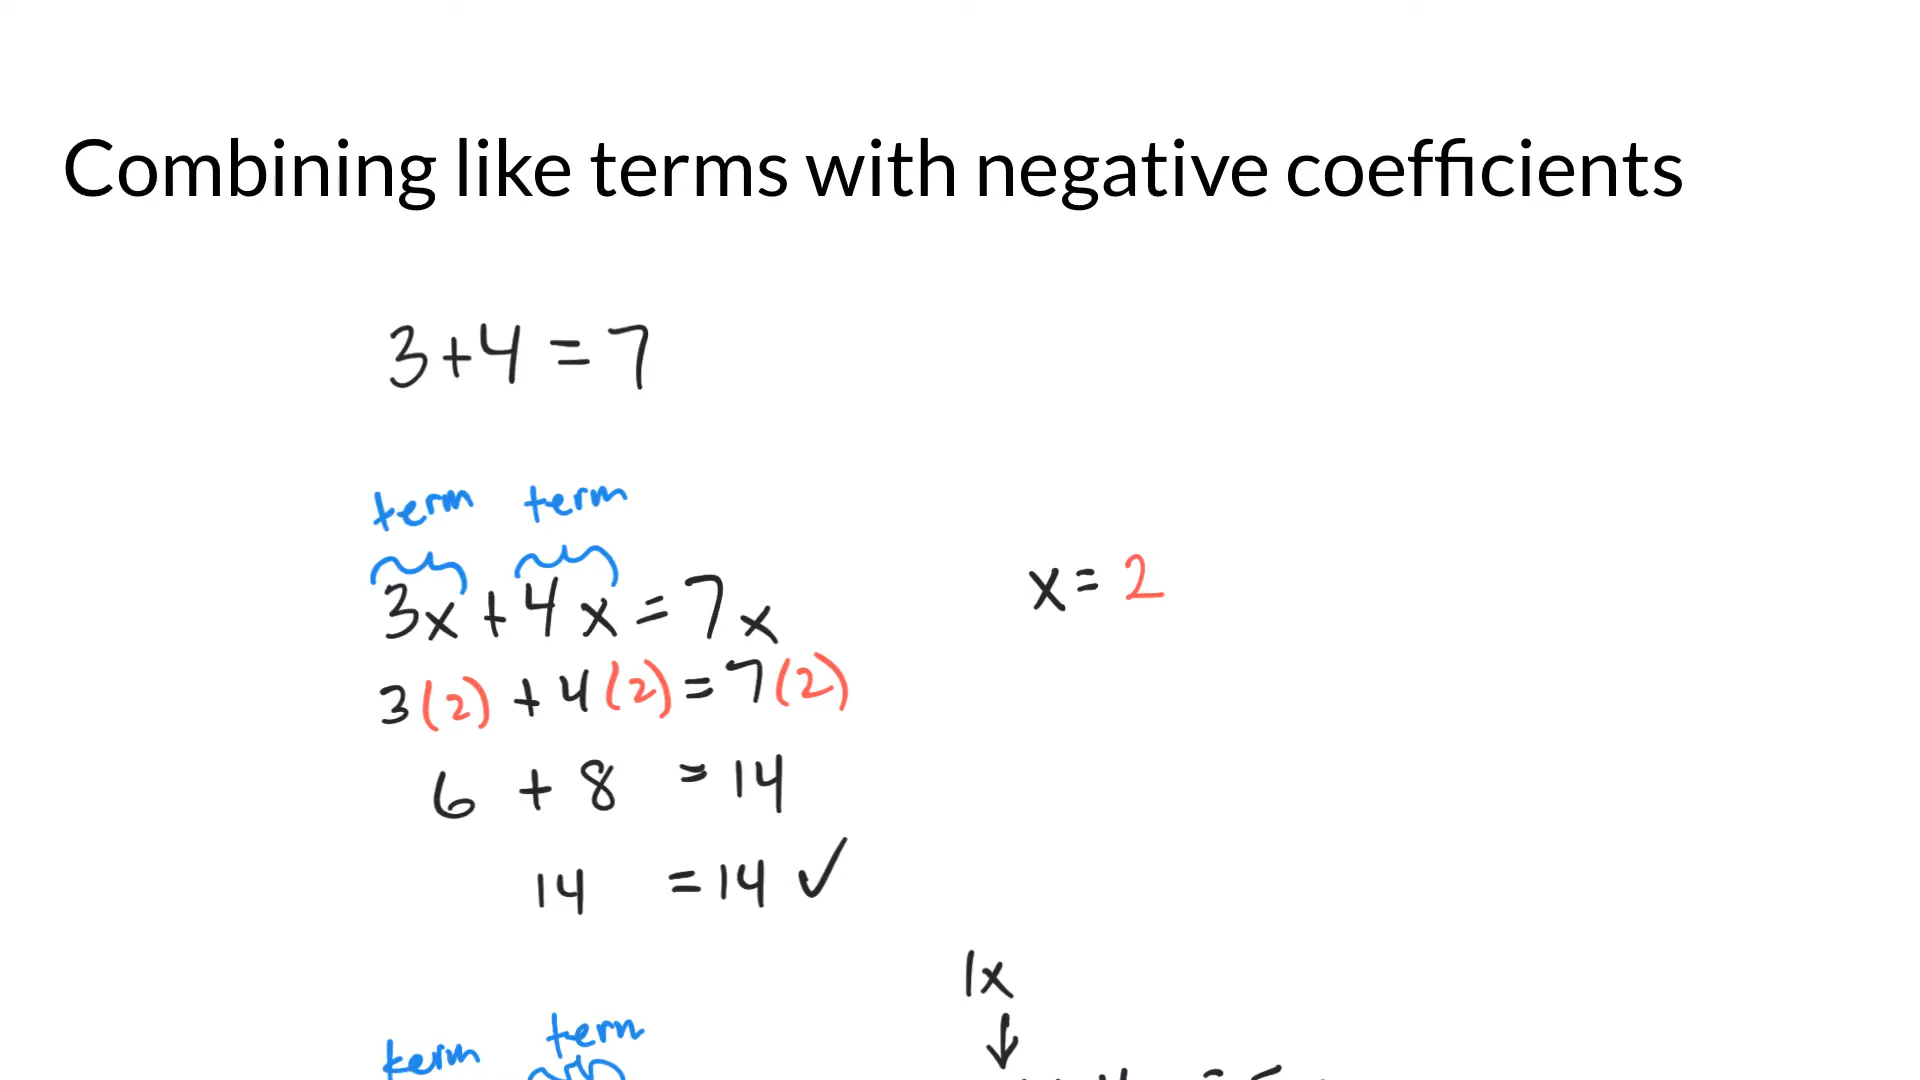 Combining like terms with negative coefficients
3+4=7
term term
3x+4x=7x
x=2
3(2)+4(2)=7(2)
6+8=14
14=14✓
1x
term term